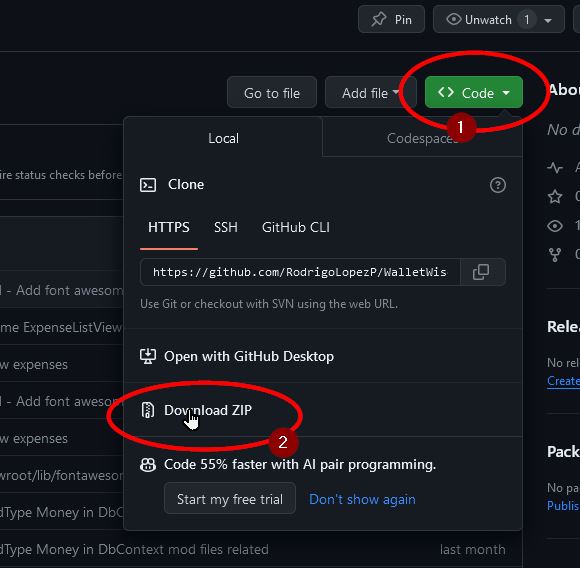 Pin
Unwatch 1
Go to file
Add file
Code
1
Abou
Local
Codespaces
No d
ire status checks before
Clone
HTTPS SSH GitHub CLI
https://github.com/RodrigoLopezP/WalletWis
Use Git or checkout with SVN using the web URL.
l - Add font awesom
me ExpenseListView
Open with GitHub Desktop
Rele
w expenses
No rel
Create
l - Add font awesom
Download ZIP
w expenses
2
Pack
wroot/lib/fontawesor
Code 55% faster with AI pair programming.
No pa
Start my free trial
Don't show again
Publis
dType Money in DbC
dType Money in DbContext mod files related
last month